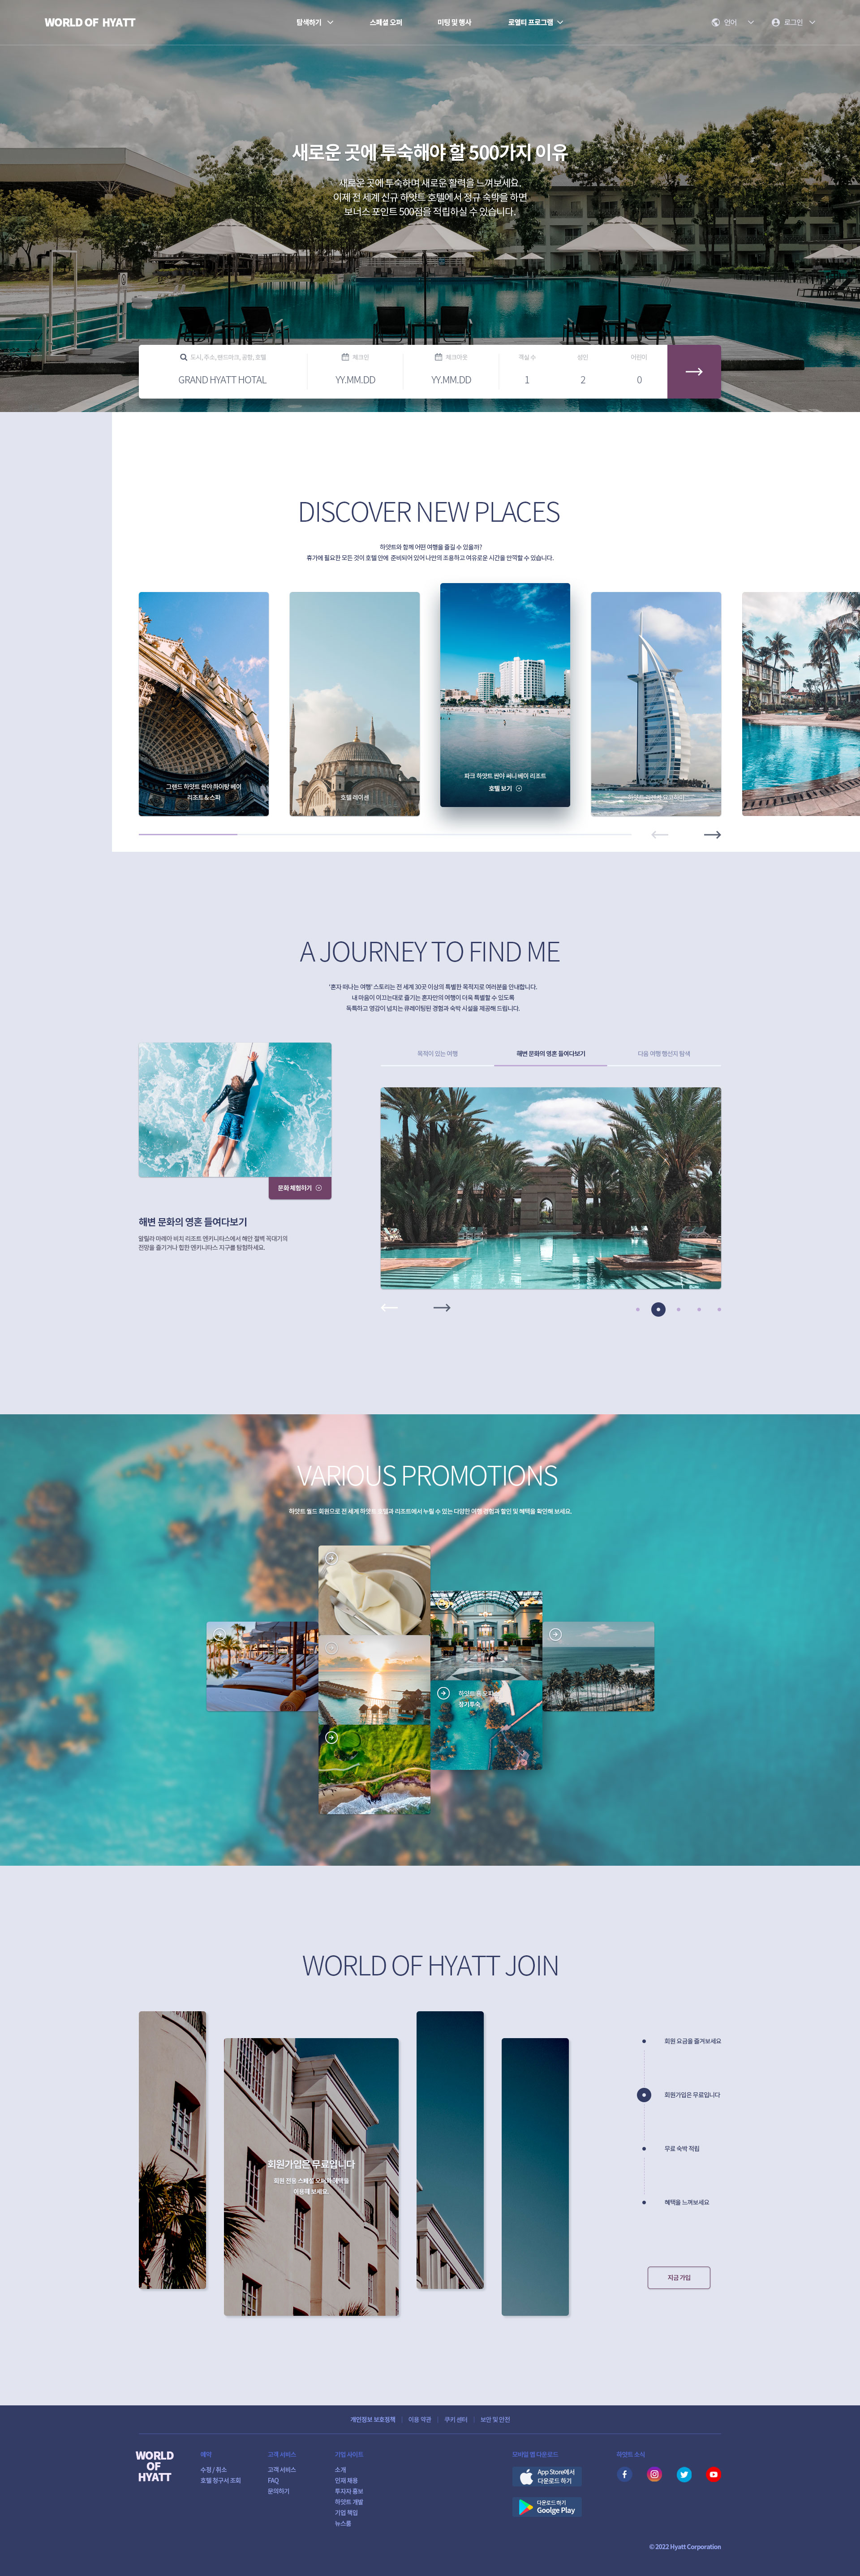 WORLD OF HYATT
탐색하기
스페셜 오퍼
미팅 및 행사
로열티 프로그램
언어
로그인
새로운 곳에 투숙해야 할 500가지 이유
새로운 곳에 투숙하며 새로운 활력을 느껴보세요.
이제 전 세계 신규 하얏트 호텔에서 정규 숙박을 하면
보너스 포인트 500점을 적립하실 수 있습니다.
도시, 주소, 랜드마크, 공항, 호텔
체크인
체크아웃
객실 수
성인
어린이
GRAND HYATT HOTAL
YY.MM.DD
YY.MM.DD
1
2
0
DISCOVER NEW PLACES
하얏트와 함께 어떤 여행을 즐길 수 있을까?
휴가에 필요한 모든 것이 호텔 안에 준비되어 있어 나만의 조용하고 여유로운 시간을 만끽할 수 있습니다.
그랜드 하얏트 싼야 하이탕 베이
리조트 & 스파
호텔 레이센
파크 하얏트 싼야 써니 베이 리조트
호텔 보기
A JOURNEY TO FIND ME
'혼자 떠나는 여행' 스토리는 전 세계 30곳 이상의 특별한 목적지로 여러분을 안내합니다.
내 마음이 이끄는대로 즐기는 혼자만의 여행이 더욱 특별할 수 있도록
독특하고 영감이 넘치는 큐레이팅된 경험과 숙박 시설을 제공해 드립니다.
목적이 있는 여행
해변 문화의 영혼 들여다보기
다음 여행 행선지 탐색
문화 체험하기
해변 문화의 영혼 들여다보기
알릴라 마레아 비치 리조트 엔키니타스에서 해안 절벽 꼭대기의
전망을 즐기거나 힙한 엔키니타스 지구를 탐험하세요.
VARIOUS PROMOTIONS
하얏트 월드 회원으로 전 세계 하얏트 호텔과 리조트에서 누릴 수 있는 다양한 여행 경험과 할인 및 혜택을 확인해 보세요.
장기투숙
WORLD OF HYATT JOIN
회원가입은 무료입니다
회원 전용 스페셜 오퍼와 혜택을
이용해 보세요.
회원 요금을 즐겨보세요
회원가입은 무료입니다
무료 숙박 적립
혜택을 느껴보세요
지금 가입
개인정보 보호정책
이용 약관
쿠키 센터
보안 및 안전
WORLD
OF
HYATT
예약
수정 / 취소
호텔 청구서 조회
고객 서비스
고객 서비스
FAQ
문의하기
기업 사이트
소개
인재 채용
투자자 홍보
하얏트 개발
기업 책임
뉴스룸
모바일 앱 다운로드
App Store에서
다운로드 하기
다운로드 하기
Goolge Play
하얏트 소식
© 2022 Hyatt Corporation